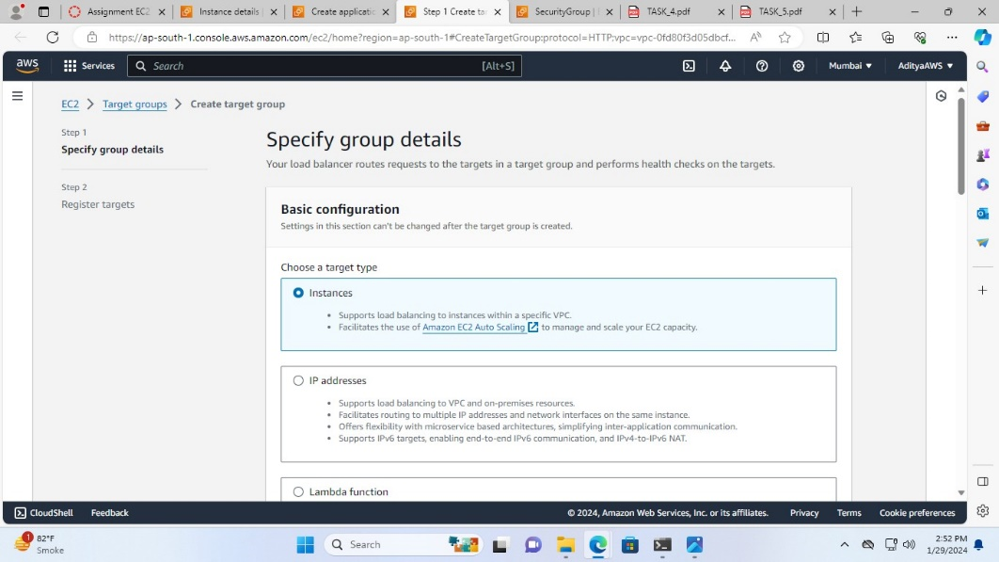 Assignment EC2
Instance details |
Create applicatic
Step 1 Create ta
SecurityGroup |
TASK_4.pdf
TASK_5.pdf
https://ap-south-1.console.aws.amazon.com/ec2/home?region=ap-south-1#CreateTargetGroup:protocol=HTTP;vpc=vpc-0fd80f3d05dbcf...
aws
Services
Search
[Alt+S]
Mumbai
AdityaAWS
EC2
Target groups
Create target group
Step 1
Specify group details
Step 2
Register targets
Specify group details
Your load balancer routes requests to the targets in a target group and performs health checks on the targets.
Basic configuration
Settings in this section can't be changed after the target group is created.
Choose a target type
Instances
• Supports load balancing to instances within a specific VPC.
• Facilitates the use of Amazon EC2 Auto Scaling to manage and scale your EC2 capacity.
IP addresses
• Supports load balancing to VPC and on-premises resources.
• Facilitates routing to multiple IP addresses and network interfaces on the same instance.
• Offers flexibility with microservice based architectures, simplifying inter-application communication.
• Supports IPv6 targets, enabling end-to-end IPv6 communication, and IPv4-to-IPv6 NAT.
Lambda function
CloudShell
Feedback
© 2024, Amazon Web Services, Inc. or its affiliates.
Privacy
Terms
Cookie preferences
1
82°F
Smoke
Search
2:52 PM
1/29/2024